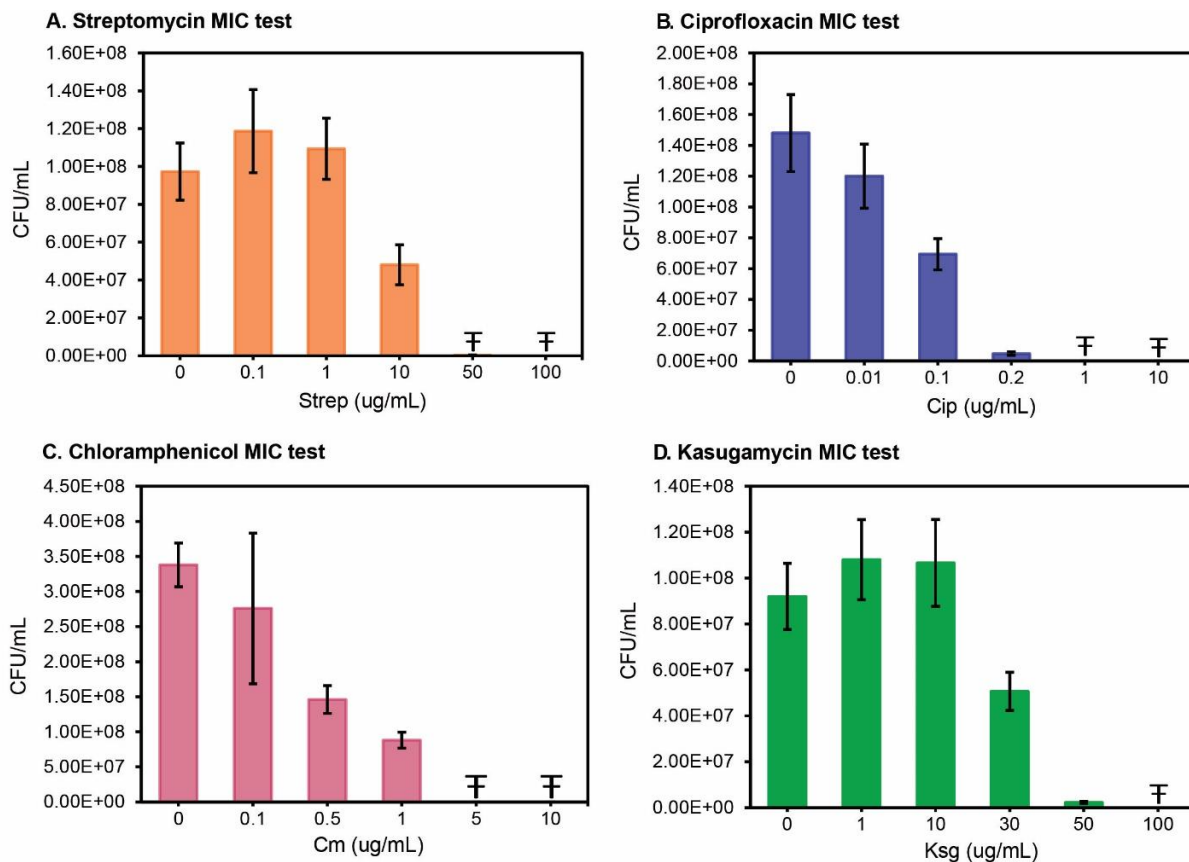 A. Streptomycin MIC test
1.60E+08
1.40E+08
1.20E+08
1.00E+08
8.00E+07
6.00E+07
4.00E+07
2.00E+07
0.00E+00
CFU/mL
Ŧ Ŧ
0 0.1 1 10 50 100
Strep (ug/mL)
B. Ciprofloxacin MIC test
2.00E+08
1.80E+08
1.60E+08
1.40E+08
1.20E+08
1.00E+08
8.00E+07
6.00E+07
4.00E+07
2.00E+07
0.00E+00
CFU/mL
Ŧ Ŧ
0 0.01 0.1 0.2 1 10
Cip (ug/mL)
C. Chloramphenicol MIC test
4.50E+08
4.00E+08
3.50E+08
3.00E+08
2.50E+08
2.00E+08
1.50E+08
1.00E+08
5.00E+07
0.00E+00
CFU/mL
Ŧ Ŧ
0 0.1 0.5 1 5 10
Cm (ug/mL)
D. Kasugamycin MIC test
1.40E+08
1.20E+08
1.00E+08
8.00E+07
6.00E+07
4.00E+07
2.00E+07
0.00E+00
CFU/mL
Ŧ
0 1 10 30 50 100
Ksg (ug/mL)